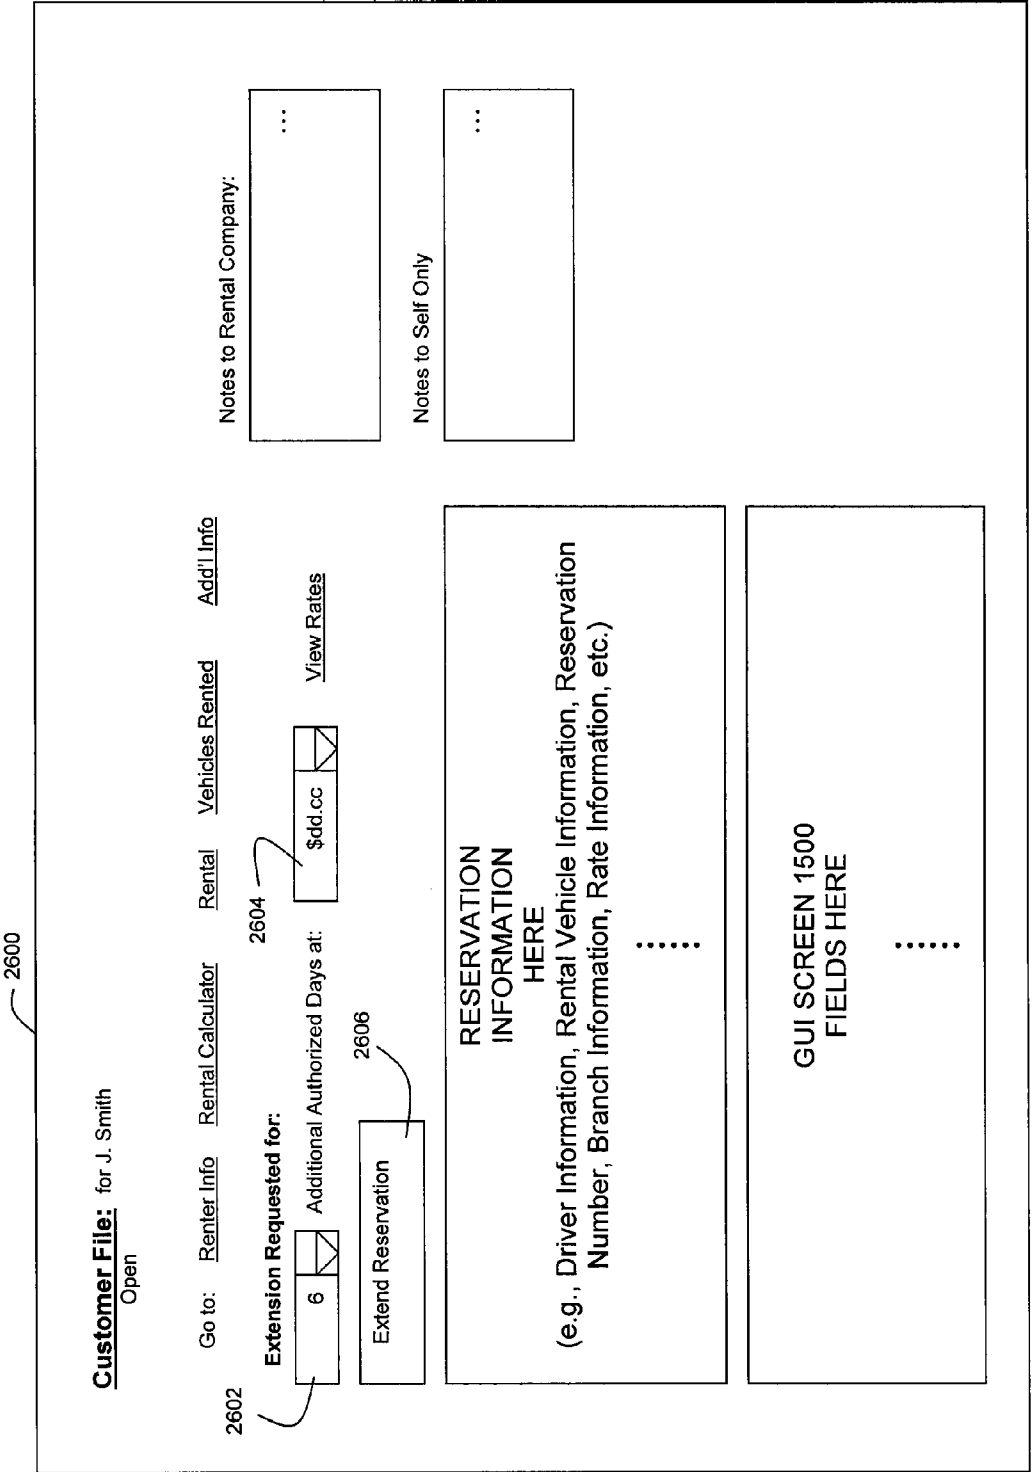 2600
Customer File: for J. Smith
Open
Go to: Renter Info Rental Calculator Rental Vehicles Rented Add'l Info
Notes to Rental Company:
...
2602
Extension Requested for:
2604
6 Additional Authorized Days at: $dd.cc View Rates
2606
Extend Reservation
Notes to Self Only
...
RESERVATION
INFORMATION
HERE
(e.g., Driver Information, Rental Vehicle Information, Reservation
Number, Branch Information, Rate Information, etc.)
......
GUI SCREEN 1500
FIELDS HERE
......